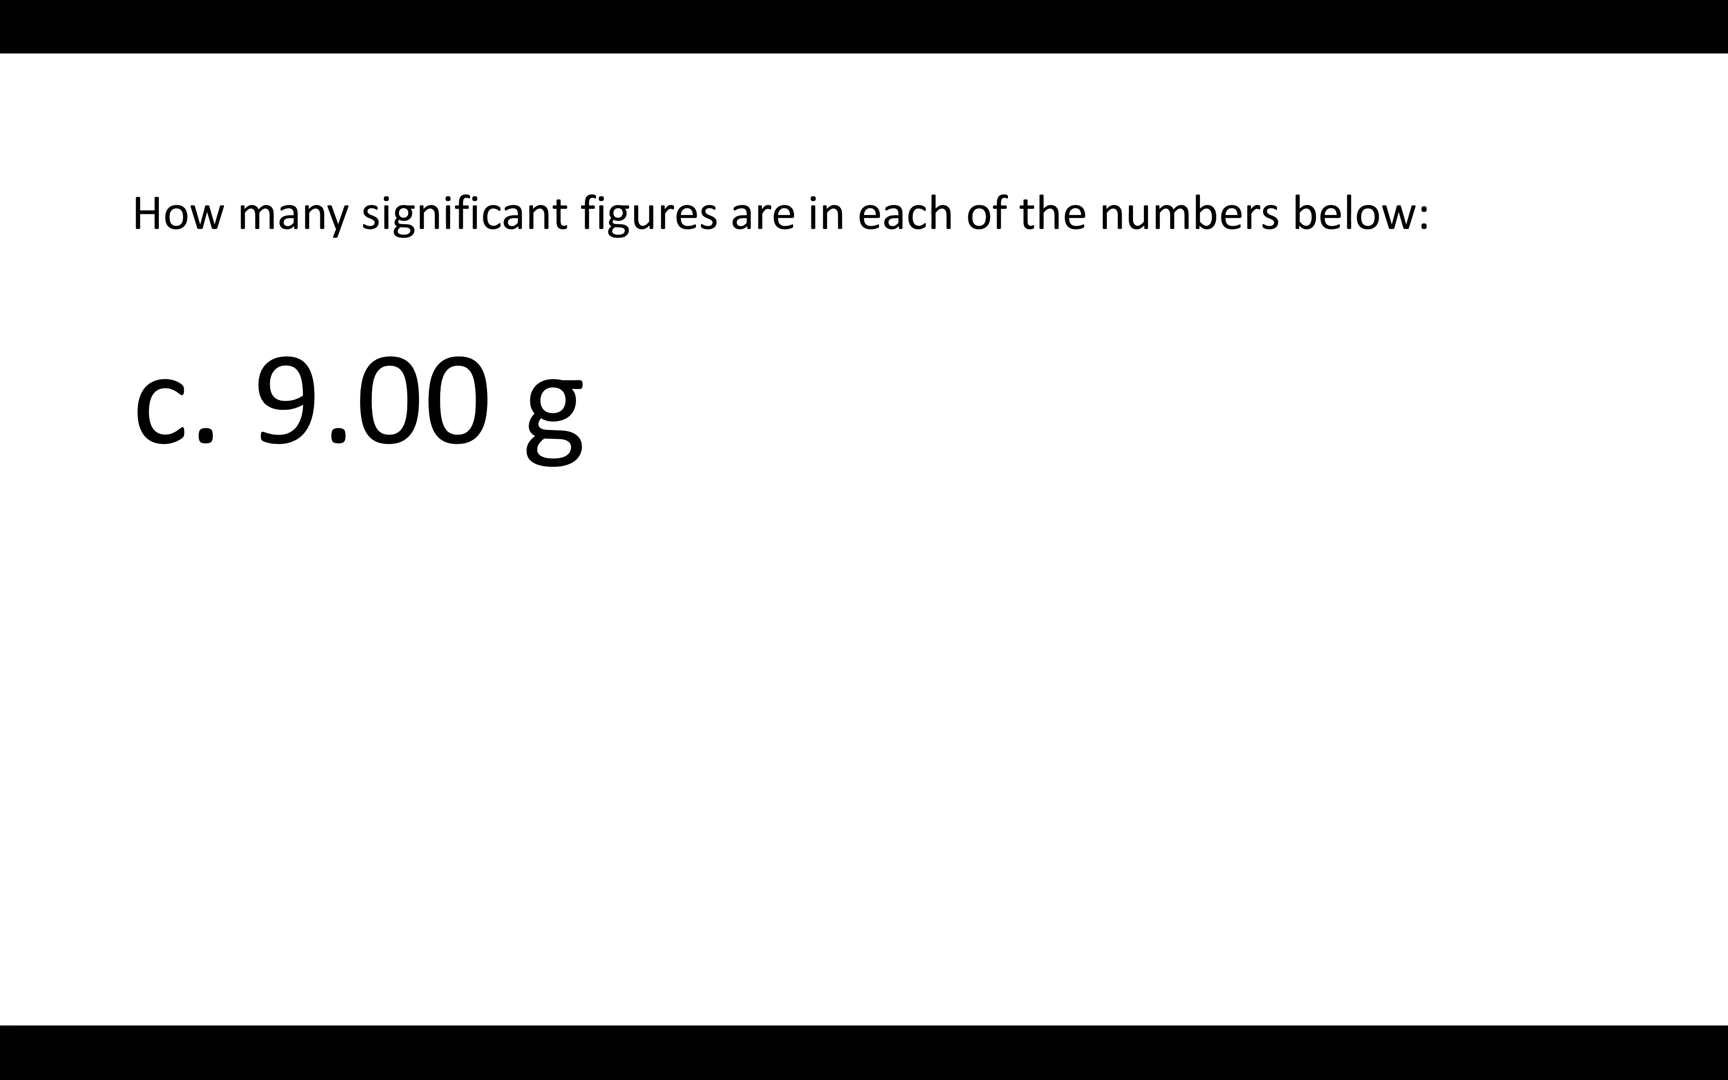 How many significant figures are in each of the numbers below:
c. 9.00 g